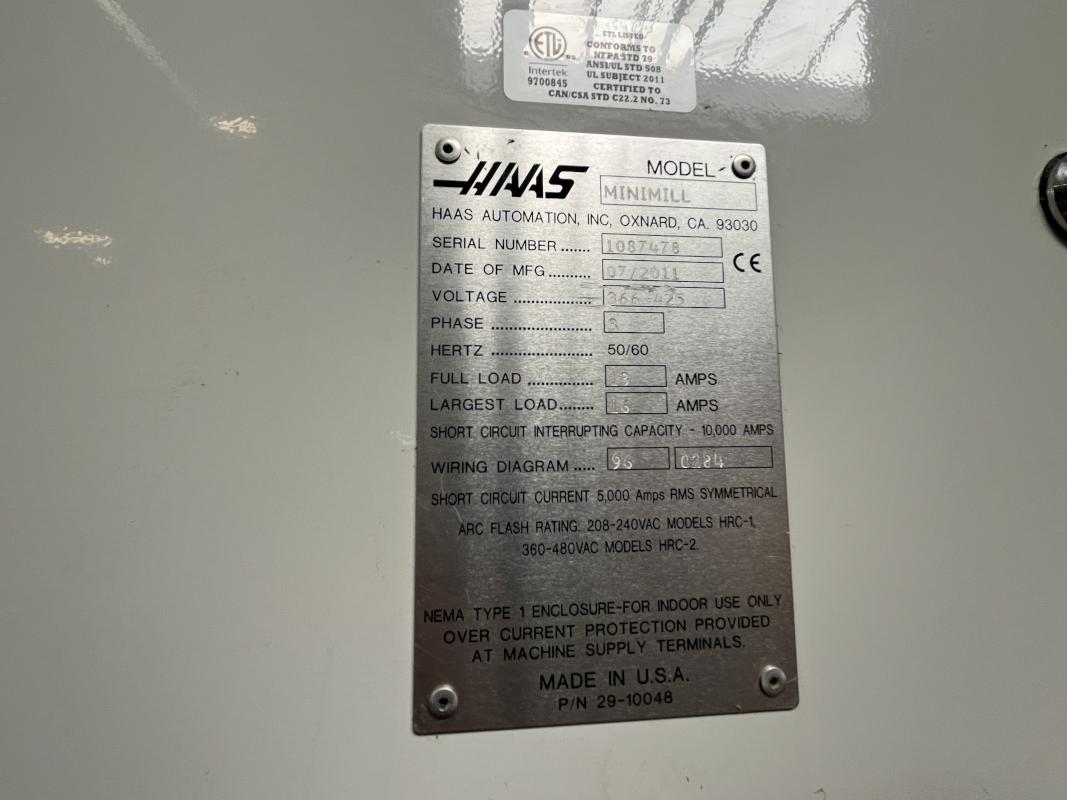 ETL LISTED
CONFORMS TO
NFPA STD 79
ANSI/UL STD 508
UL SUBJECT 2011
CERTIFIED TO
CAN/CSA STD C22.2 NO. 73
ETL
Intertek
9700845
HAAS
MODEL
MINIMILL
HAAS AUTOMATION, INC, OXNARD, CA. 93030
SERIAL NUMBER ....... 1087478
CE
DATE OF MFG .......... 07/2011
VOLTAGE ...................
PHASE ........................
HERTZ ........................ 50/60
FULL LOAD ................ AMPS
LARGEST LOAD........ AMPS
SHORT CIRCUIT INTERRUPTING CAPACITY - 10,000 AMPS
WIRING DIAGRAM ..... 96 0284
SHORT CIRCUIT CURRENT 5,000 Amps RMS SYMMETRICAL
ARC FLASH RATING: 208-240VAC MODELS HRC-1,
360-480VAC MODELS HRC-2.
NEMA TYPE 1 ENCLOSURE-FOR INDOOR USE ONLY
OVER CURRENT PROTECTION PROVIDED
AT MACHINE SUPPLY TERMINALS.
MADE IN U.S.A.
P/N 29-10048